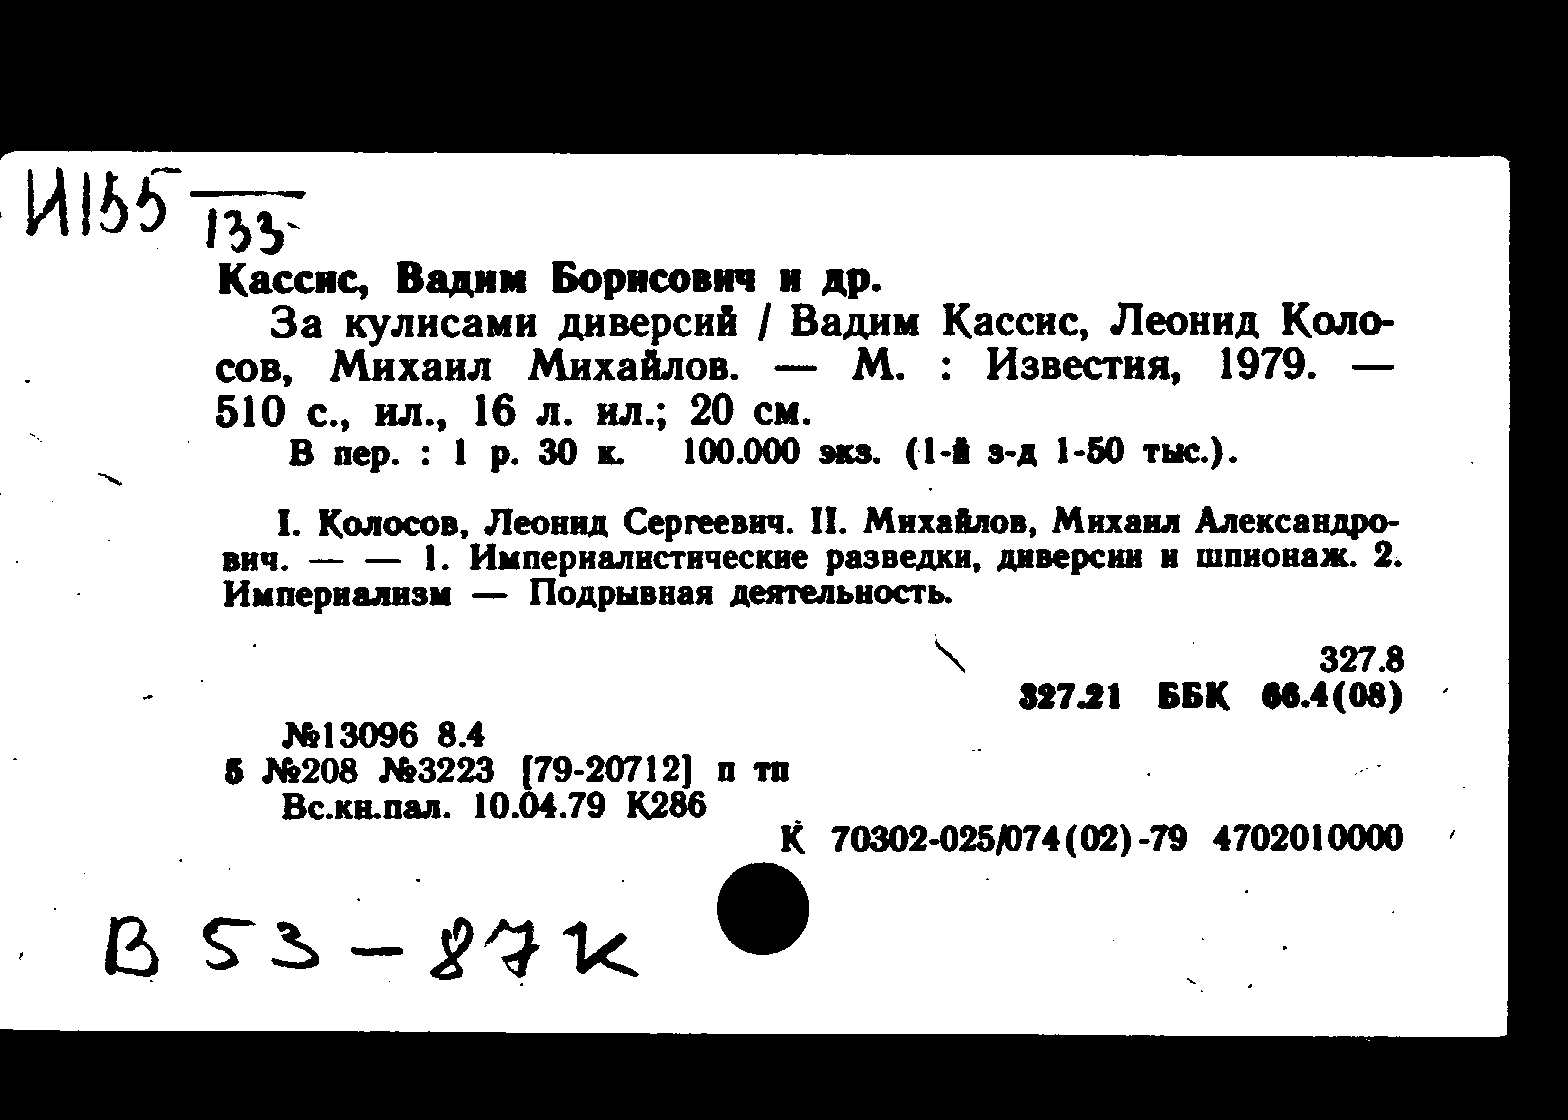 И155
133
Кассис, Вадим Борисович и др.
За кулисами диверсий / Вадим Кассис, Леонид Коло-
сов, Михаил Михайлов. — М. : Известия, 1979. —
510 с., ил., 16 л. ил.; 20 см.
В пер. : 1 р. 30 к. 100.000 экз. (1-й з-д 1-50 тыс.).
I. Колосов, Леонид Сергеевич. II. Михайлов, Михаил Александро-
вич. — — 1. Империалистические разведки, диверсии и шпионаж. 2.
Империализм — Подрывная деятельность.
327.8
327.21 ББК 66.4(08)
№13096 8.4
5 №208 №3223 [79-20712] п тп
Вс.кн.пал. 10.04.79 К286
К 70302-025/074(02)-79 4702010000
В 53-87к